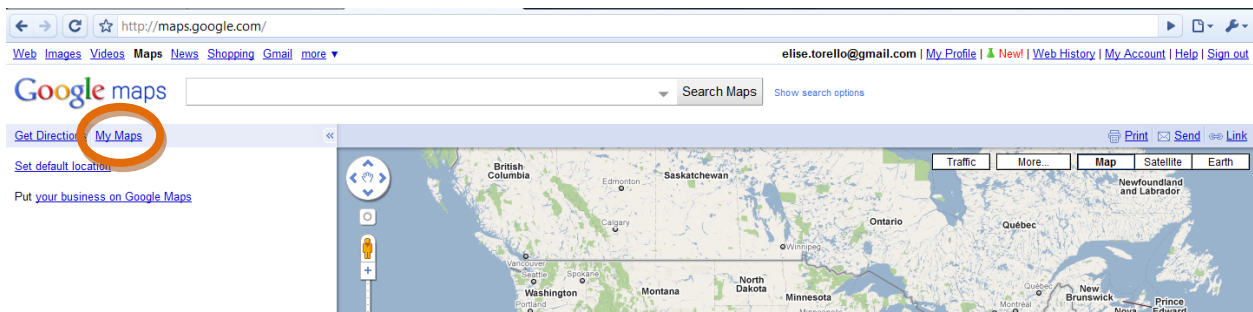 http://maps.google.com/
Web Images Videos Maps News Shopping Gmail more ▼
elise.torello@gmail.com | My Profile | New! | Web History | My Account | Help | Sign out
Google maps
Search Maps
Show search options
Get Directions My Maps
«
Print Send Link
Set default location
Put your business on Google Maps
Traffic More... Map Satellite Earth
British Columbia
Edmonton
Saskatchewan
Newfoundland and Labrador
Calgary
Ontario
Québec
Winnipeg
Vancouver
Seattle
Spokane
Washington
Montana
North Dakota
Minnesota
Québec
New Brunswick
Prince Edward
Portland
Minneapolis
Montréal
Nova